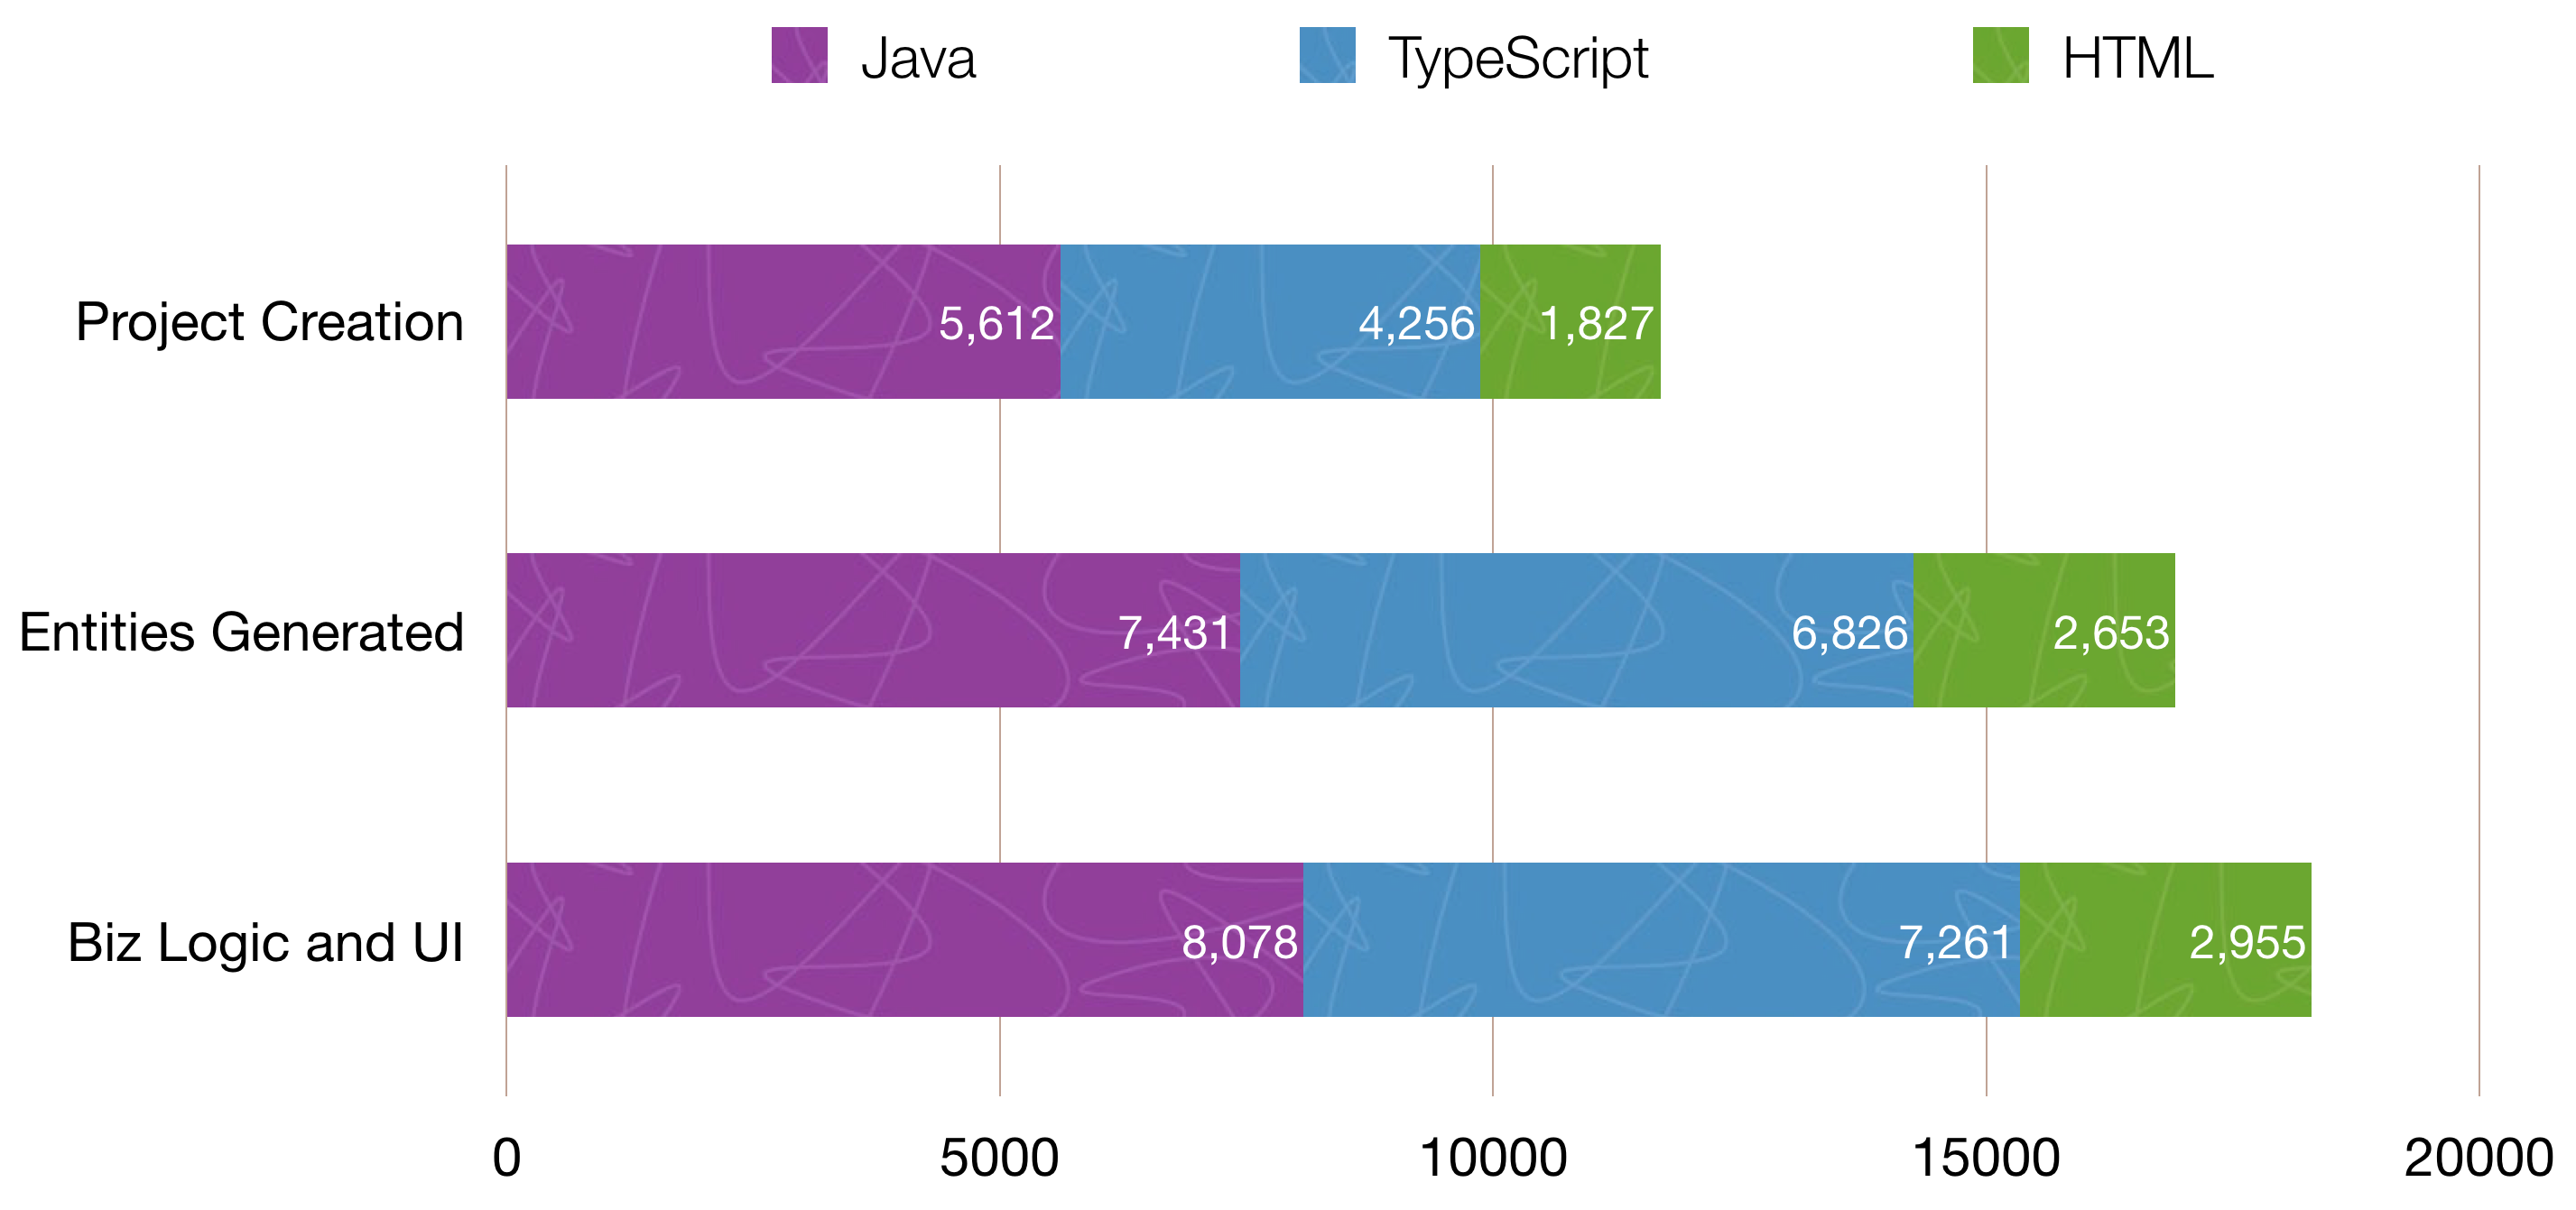 Java TypeScript HTML
Project Creation 5,612 4,256 1,827
Entities Generated 7,431 6,826 2,653
Biz Logic and UI 8,078 7,261 2,955
0 5000 10000 15000 20000